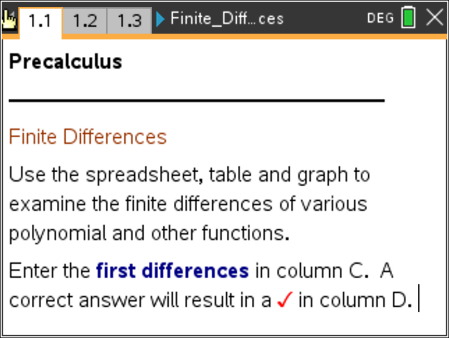 1.1 1.2 1.3 Finite_Diff...ces DEG
Precalculus
Finite Differences
Use the spreadsheet, table and graph to
examine the finite differences of various
polynomial and other functions.
Enter the first differences in column C. A
correct answer will result in a ✓ in column D.